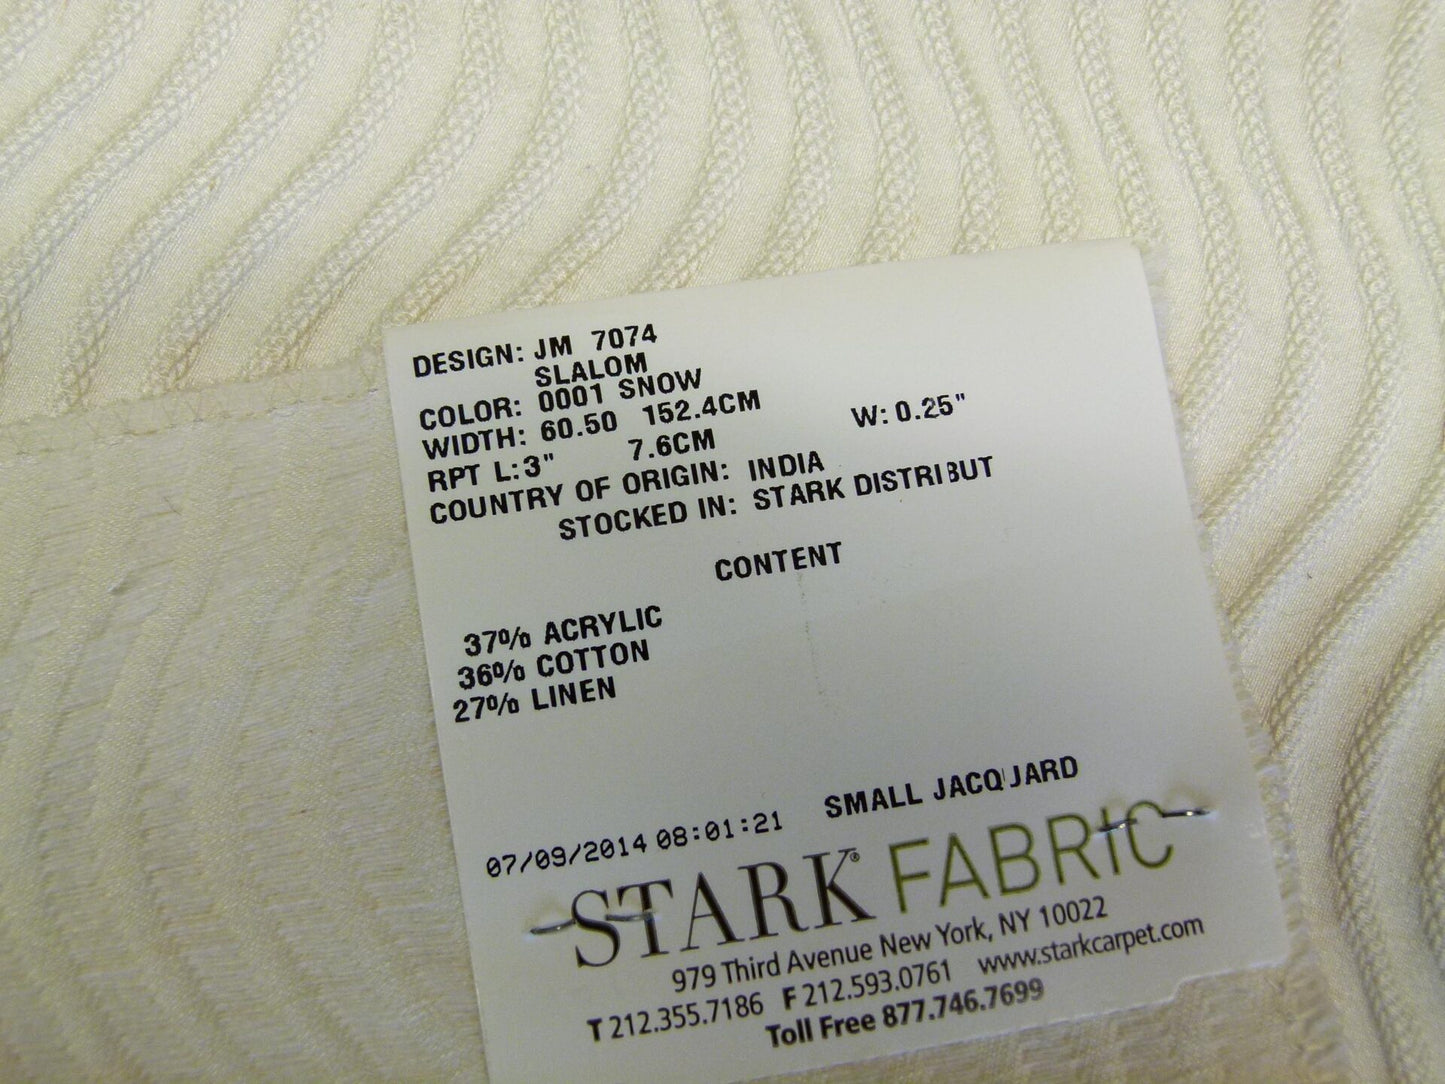 DESIGN: JM 7074
SLALOM
COLOR: 0001 SNOW
WIDTH: 60.50 152.4CM
RPT L:3" 7.6CM W: 0.25"
COUNTRY OF ORIGIN: INDIA
STOCKED IN: STARK DISTRIBUT
CONTENT
37% ACRYLIC
36% COTTON
27% LINEN
SMALL JACQUARD
07/09/2014 08:01:21
STARK® FABRIC
979 Third Avenue New York, NY 10022
T 212.355.7186 F 212.593.0761 www.starkcarpet.com
Toll Free 877.746.7699